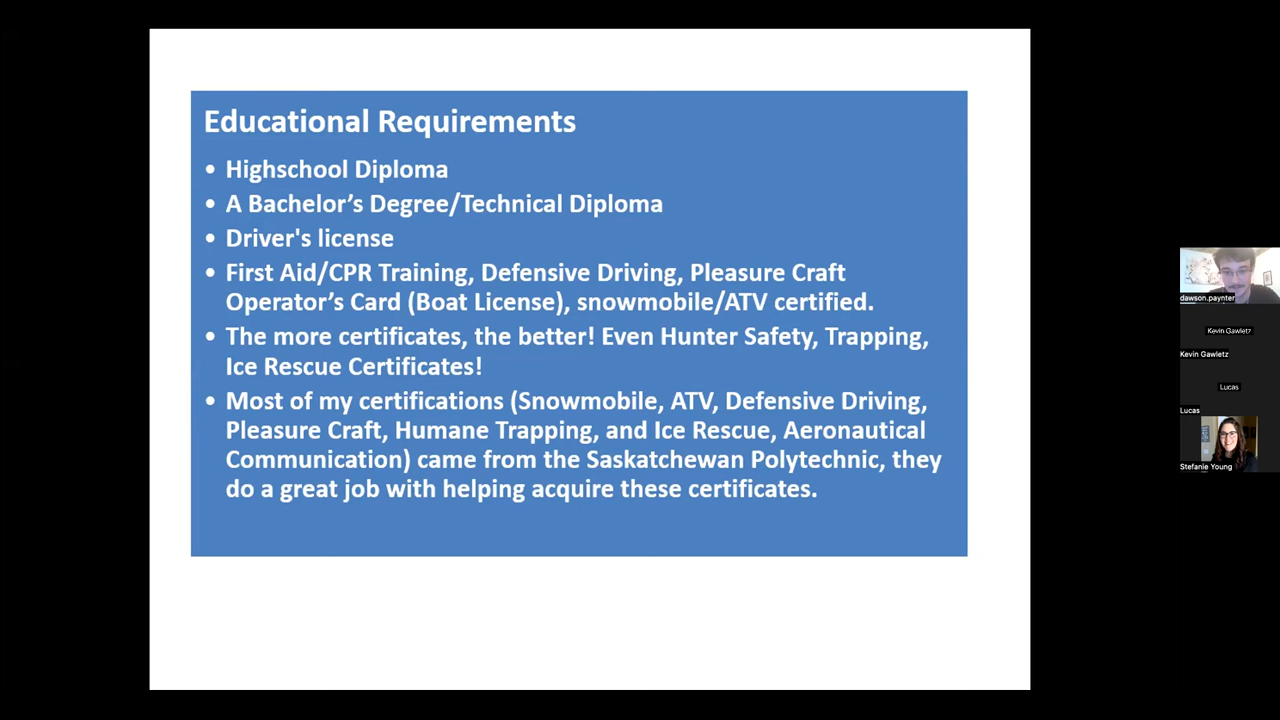 Educational Requirements
• Highschool Diploma
• A Bachelor’s Degree/Technical Diploma
• Driver's license
• First Aid/CPR Training, Defensive Driving, Pleasure Craft
Operator’s Card (Boat License), snowmobile/ATV certified.
• The more certificates, the better! Even Hunter Safety, Trapping,
Ice Rescue Certificates!
• Most of my certifications (Snowmobile, ATV, Defensive Driving,
Pleasure Craft, Humane Trapping, and Ice Rescue, Aeronautical
Communication) came from the Saskatchewan Polytechnic, they
do a great job with helping acquire these certificates.
dawson.paynter
Kevin Gawletz
Kevin Gawletz
Lucas
Lucas
Stefanie Young